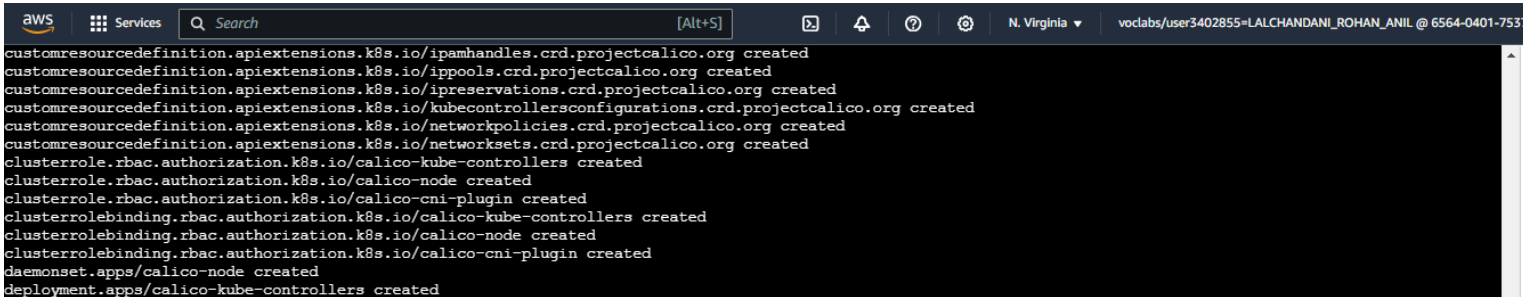 aws Services Search [Alt+S] N. Virginia voclabs/user3402855=LALCHANDANI_ROHAN_ANIL @ 6564-0401-753
customresourcedefinition.apiextensions.k8s.io/ipamhandles.crd.projectcalico.org created
customresourcedefinition.apiextensions.k8s.io/ippools.crd.projectcalico.org created
customresourcedefinition.apiextensions.k8s.io/ipreservations.crd.projectcalico.org created
customresourcedefinition.apiextensions.k8s.io/kubecontrollersconfigurations.crd.projectcalico.org created
customresourcedefinition.apiextensions.k8s.io/networkpolicies.crd.projectcalico.org created
customresourcedefinition.apiextensions.k8s.io/networksets.crd.projectcalico.org created
clusterrole.rbac.authorization.k8s.io/calico-kube-controllers created
clusterrole.rbac.authorization.k8s.io/calico-node created
clusterrole.rbac.authorization.k8s.io/calico-cni-plugin created
clusterrolebinding.rbac.authorization.k8s.io/calico-kube-controllers created
clusterrolebinding.rbac.authorization.k8s.io/calico-node created
clusterrolebinding.rbac.authorization.k8s.io/calico-cni-plugin created
daemonset.apps/calico-node created
deployment.apps/calico-kube-controllers created